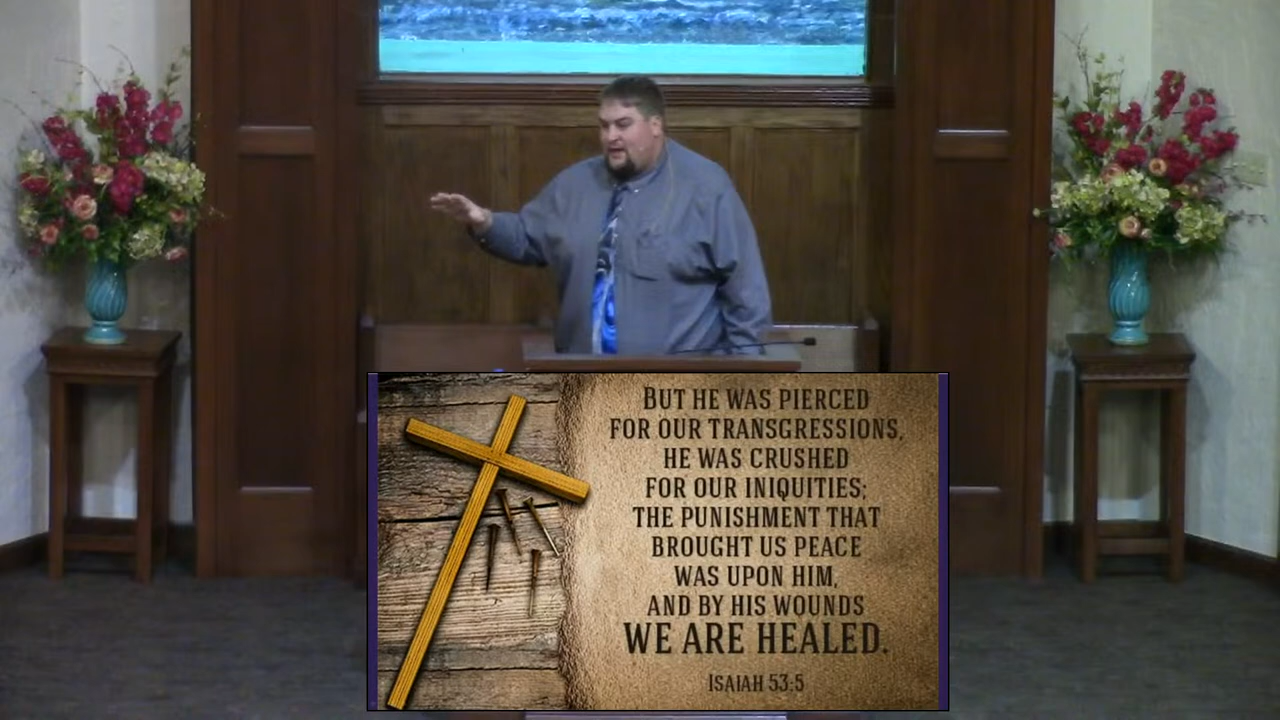 BUT HE WAS PIERCED
FOR OUR TRANSGRESSIONS,
HE WAS CRUSHED
FOR OUR INIQUITIES;
THE PUNISHMENT THAT
BROUGHT US PEACE
WAS UPON HIM,
AND BY HIS WOUNDS
WE ARE HEALED.
ISAIAH 53:5